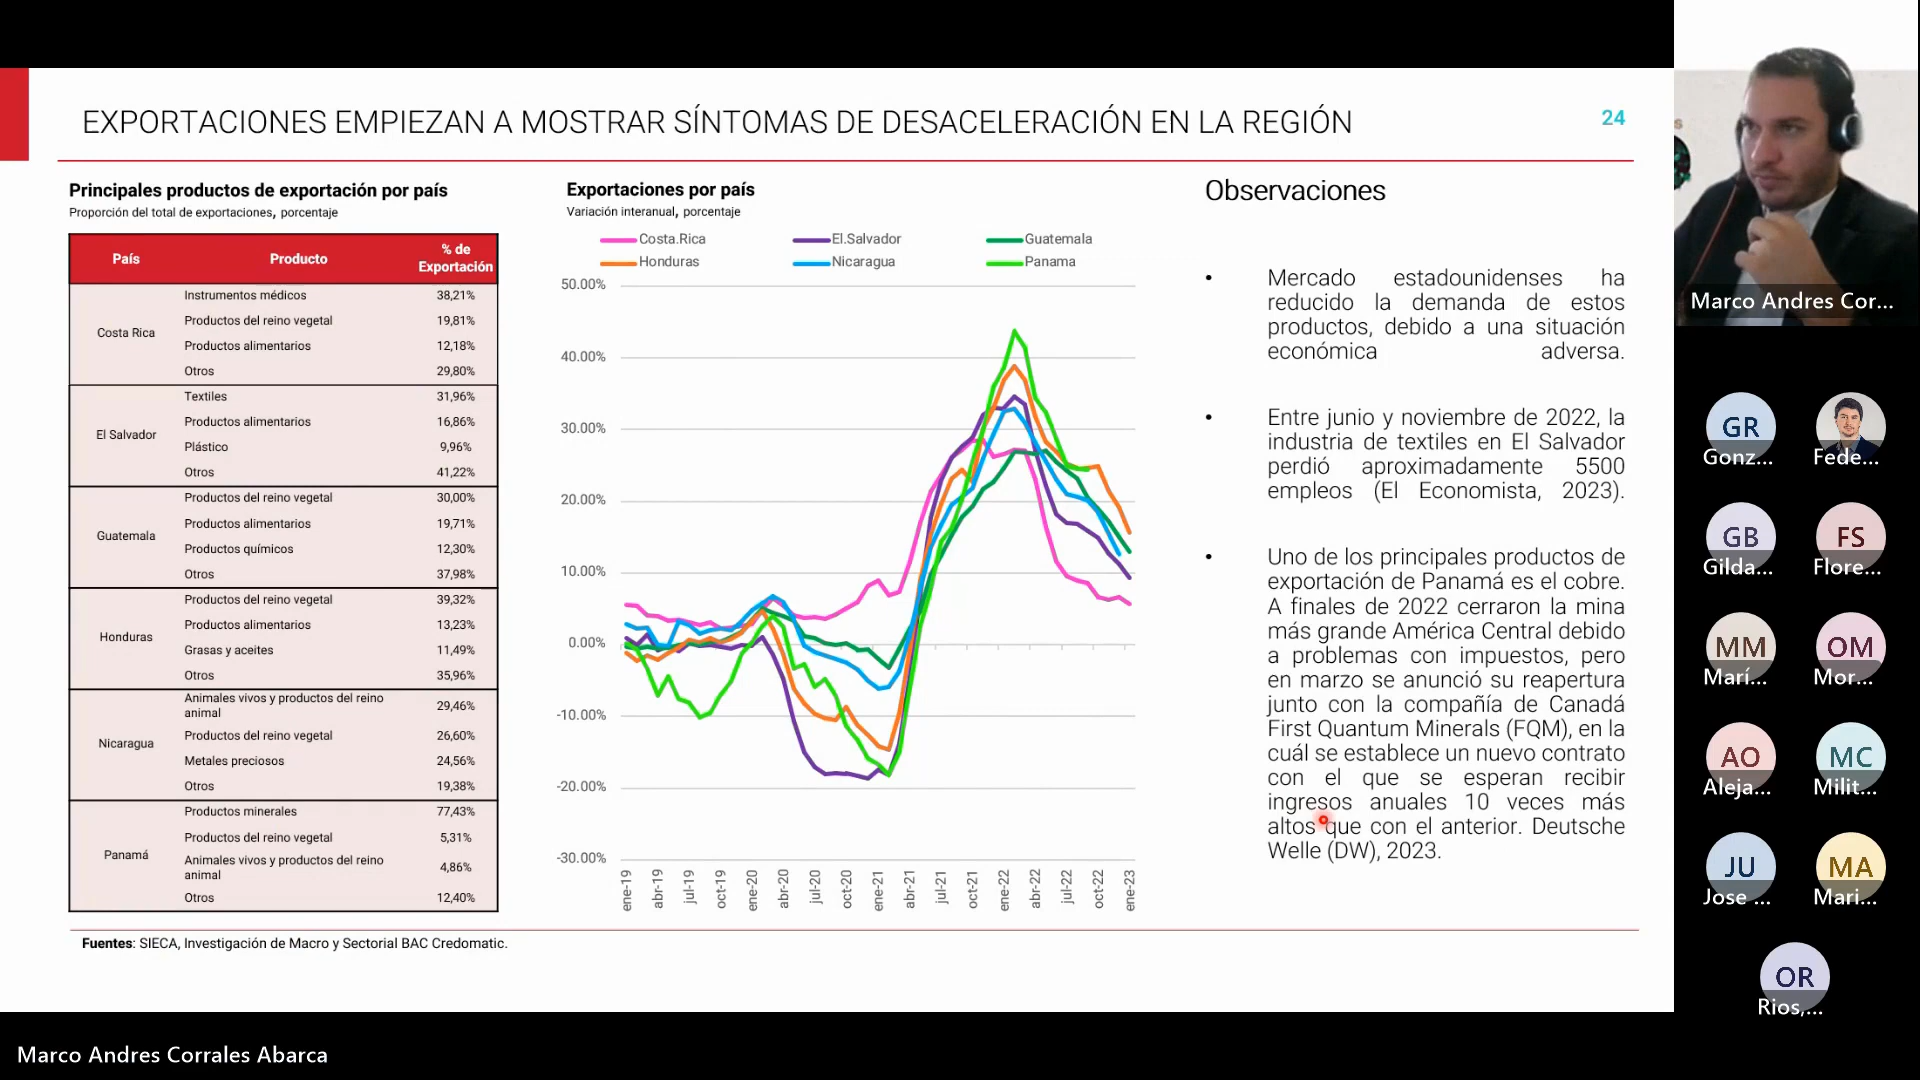 EXPORTACIONES EMPIEZAN A MOSTRAR SÍNTOMAS DE DESACELERACIÓN EN LA REGIÓN
24
Principales productos de exportación por país
Proporción del total de exportaciones, porcentaje
País Producto % de Exportación
Costa Rica
Instrumentos médicos 38,21%
Productos del reino vegetal 19,81%
Productos alimentarios 12,18%
Otros 29,80%
El Salvador
Textiles 31,96%
Productos alimentarios 16,86%
Plástico 9,96%
Otros 41,22%
Guatemala
Productos del reino vegetal 30,00%
Productos alimentarios 19,71%
Productos químicos 12,30%
Otros 37,98%
Honduras
Productos del reino vegetal 39,32%
Productos alimentarios 13,23%
Grasas y aceites 11,49%
Otros 35,96%
Nicaragua
Animales vivos y productos del reino
animal 29,46%
Productos del reino vegetal 26,60%
Metales preciosos 24,56%
Otros 19,38%
Panamá
Productos minerales 77,43%
Productos del reino vegetal 5,31%
Animales vivos y productos del reino
animal 4,86%
Otros 12,40%
Exportaciones por país
Variación interanual, porcentaje
Costa.Rica El.Salvador Guatemala
Honduras Nicaragua Panama
50.00%
40.00%
30.00%
20.00%
10.00%
0.00%
-10.00%
-20.00%
-30.00%
ene-19 abr-19 jul-19 oct-19 ene-20 abr-20 jul-20 oct-20 ene-21 abr-21 jul-21 oct-21 ene-22 abr-22 jul-22 oct-22 ene-23
Observaciones
• Mercado estadounidenses ha
reducido la demanda de estos
productos, debido a una situación
económica adversa.
• Entre junio y noviembre de 2022, la
industria de textiles en El Salvador
perdió aproximadamente 5500
empleos (El Economista, 2023).
• Uno de los principales productos de
exportación de Panamá es el cobre.
A finales de 2022 cerraron la mina
más grande América Central debido
a problemas con impuestos, pero
en marzo se anunció su reapertura
junto con la compañía de Canadá
First Quantum Minerals (FQM), en la
cuál se establece un nuevo contrato
con el que se esperan recibir
ingresos anuales 10 veces más
altos que con el anterior. Deutsche
Welle (DW), 2023.
Fuentes: SIECA, Investigación de Macro y Sectorial BAC Credomatic.
Marco Andres Corrales Abarca
Marco Andres Cor...
GR
Gonz...
Fede...
GB
Gilda...
FS
Flore...
MM
Marí...
OM
Mor...
AO
Aleja...
MC
Milit...
JU
Jose ...
MA
Mari...
OR
Rios,...